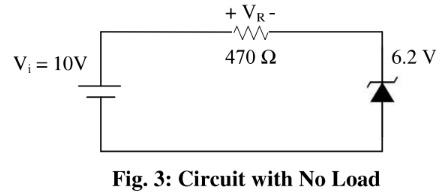 + V_R -
V_i = 10V
470 Ω
6.2 V
Fig. 3: Circuit with No Load